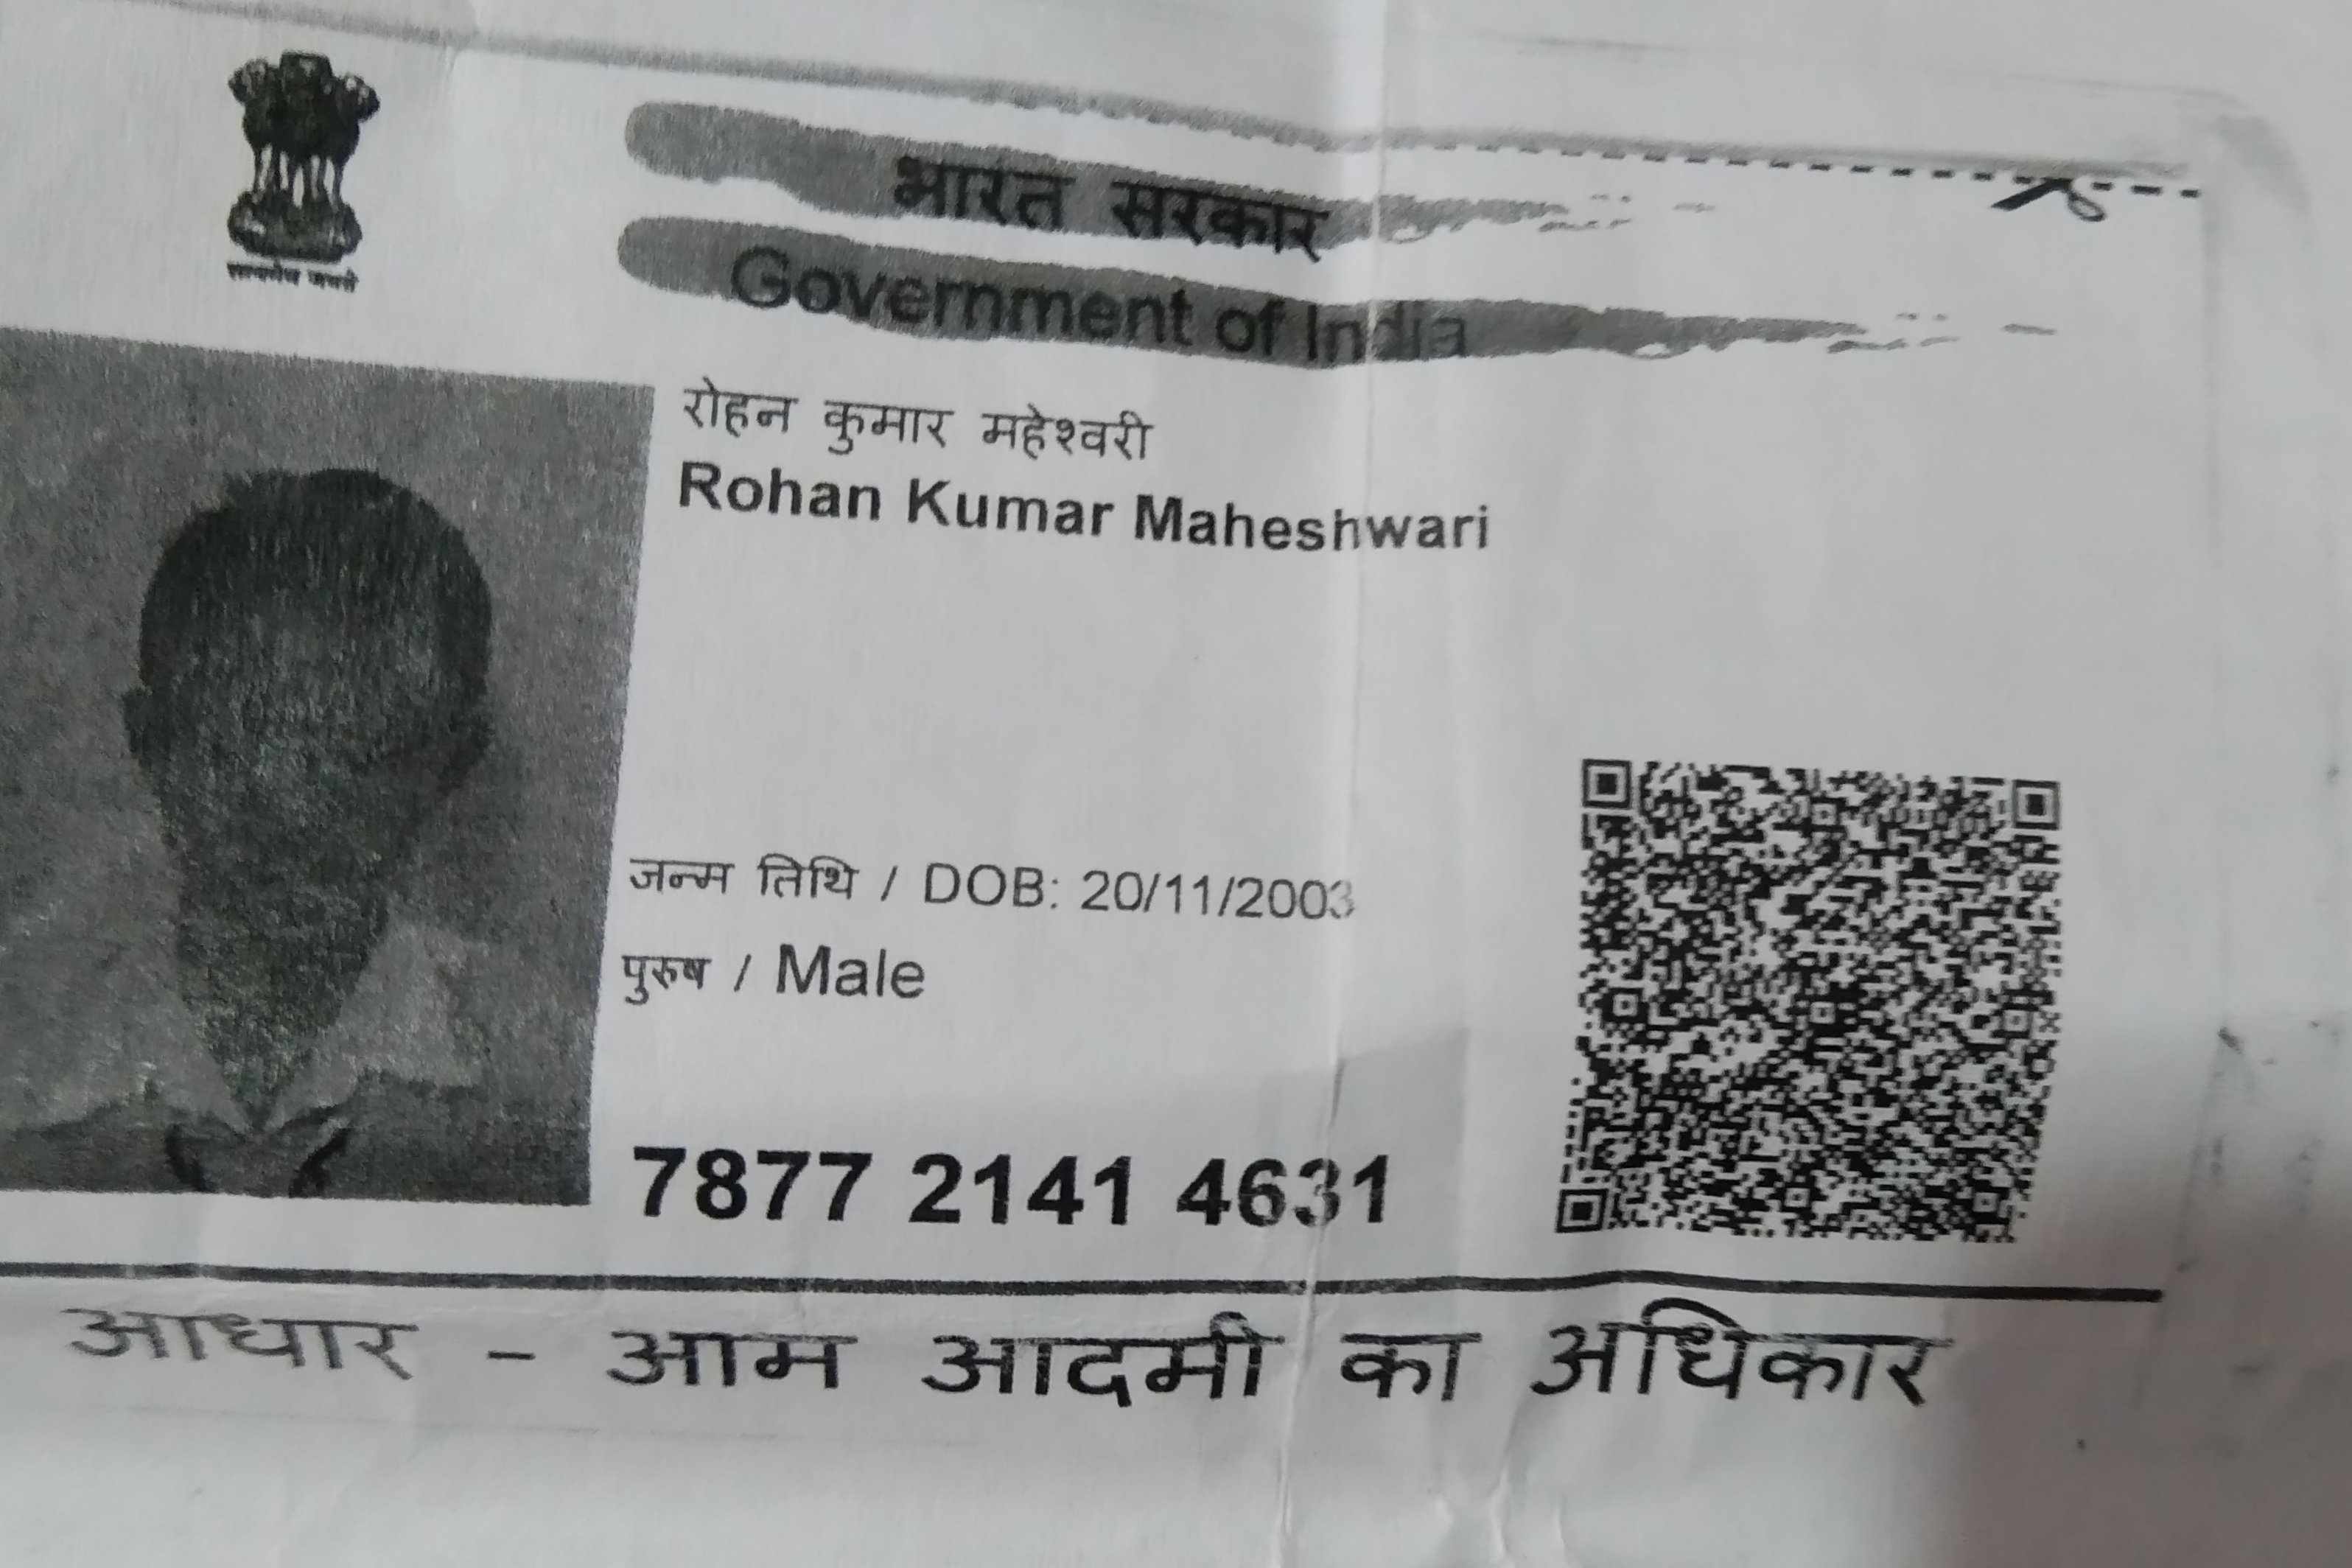 सत्यमेव जयते
भारत सरकार
Government of India
रोहन कुमार महेश्वरी
Rohan Kumar Maheshwari
जन्म तिथि / DOB: 20/11/2003
पुरुष / Male
7877 2141 4631
आधार - आम आदमी का अधिकार